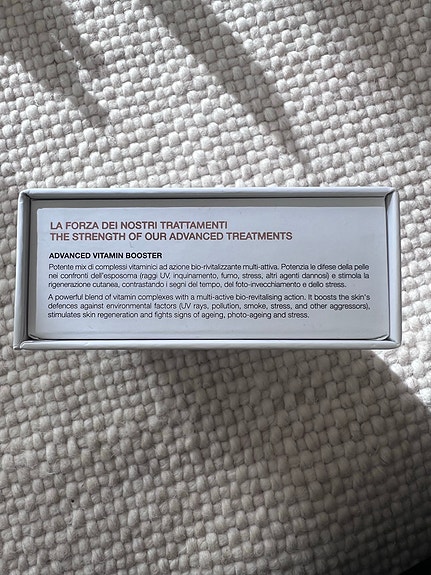 LA FORZA DEI NOSTRI TRATTAMENTI
THE STRENGTH OF OUR ADVANCED TREATMENTS
ADVANCED VITAMIN BOOSTER
Potente mix di complessi vitaminici ad azione bio-rivitalizzante multi-attiva. Potenzia le difese della pelle
nei confronti dell'esposoma (raggi UV, inquinamento, fumo, stress, altri agenti dannosi) e stimola la
rigenerazione cutanea, contrastando i segni del tempo, del foto-invecchiamento e dello stress.
A powerful blend of vitamin complexes with a multi-active bio-revitalising action. It boosts the skin's
defences against environmental factors (UV rays, pollution, smoke, stress, and other aggressors),
stimulates skin regeneration and fights signs of ageing, photo-ageing and stress.